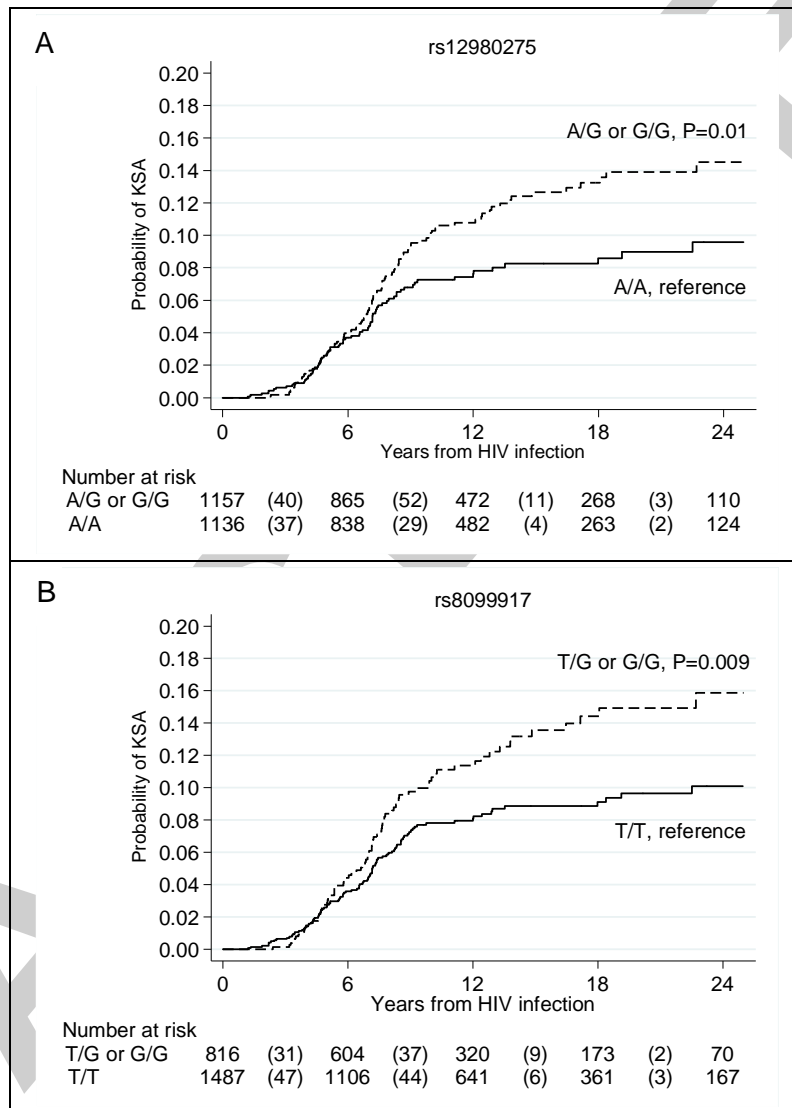 A
rs12980275
0.20
0.18
0.16
0.14
0.12
0.10
0.08
0.06
0.04
0.02
0.00
Probability of KSA
A/G or G/G, P=0.01
A/A, reference
0 6 12 18 24
Years from HIV infection
Number at risk
A/G or G/G 1157 (40) 865 (52) 472 (11) 268 (3) 110
A/A 1136 (37) 838 (29) 482 (4) 263 (2) 124
B
rs8099917
0.20
0.18
0.16
0.14
0.12
0.10
0.08
0.06
0.04
0.02
0.00
Probability of KSA
T/G or G/G, P=0.009
T/T, reference
0 6 12 18 24
Years from HIV infection
Number at risk
T/G or G/G 816 (31) 604 (37) 320 (9) 173 (2) 70
T/T 1487 (47) 1106 (44) 641 (6) 361 (3) 167